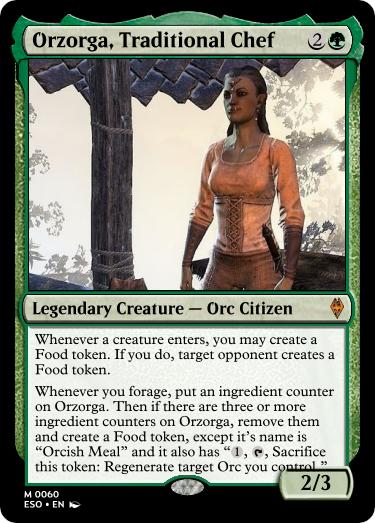 Orzorga, Traditional Chef 2
Legendary Creature — Orc Citizen
Whenever a creature enters, you may create a
Food token. If you do, target opponent creates a
Food token.
Whenever you forage, put an ingredient counter
on Orzorga. Then if there are three or more
ingredient counters on Orzorga, remove them
and create a Food token, except it's name is
“Orcish Meal” and it also has “1, , Sacrifice
this token: Regenerate target Orc you control.”
2/3
M 0060
ESO • EN